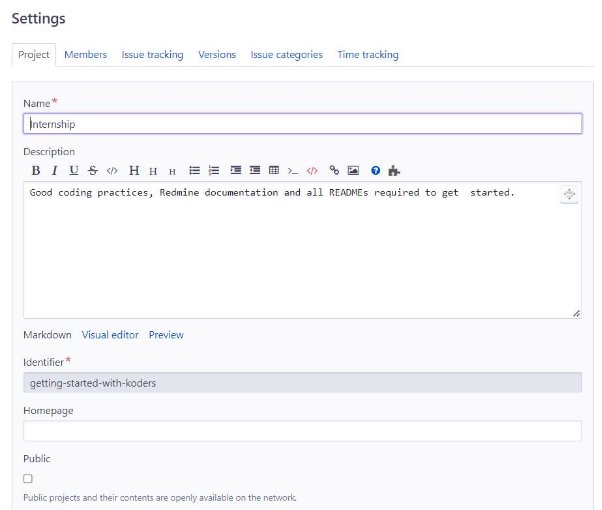 Settings
Project Members Issue tracking Versions Issue categories Time tracking
Name*
Internship
Description
B I U S </> H H H >_ </> ?
Good coding practices, Redmine documentation and all READMEs required to get  started.
Markdown Visual editor Preview
Identifier*
getting-started-with-koders
Homepage
Public
Public projects and their contents are openly available on the network.